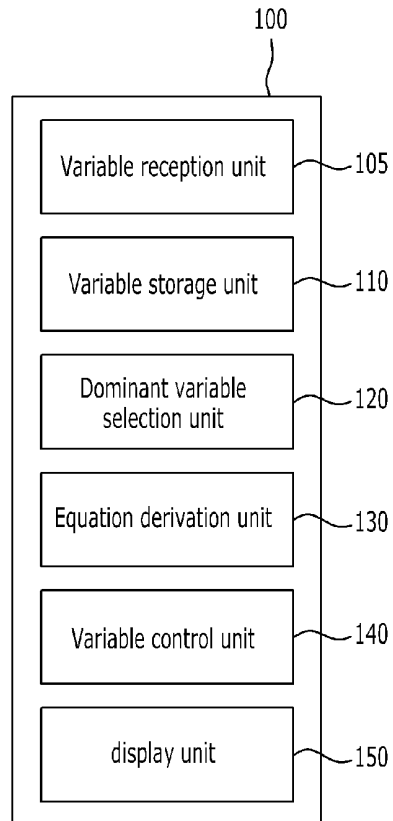 100
Variable reception unit
105
Variable storage unit
110
Dominant variable
selection unit
120
Equation derivation unit
130
Variable control unit
140
display unit
150